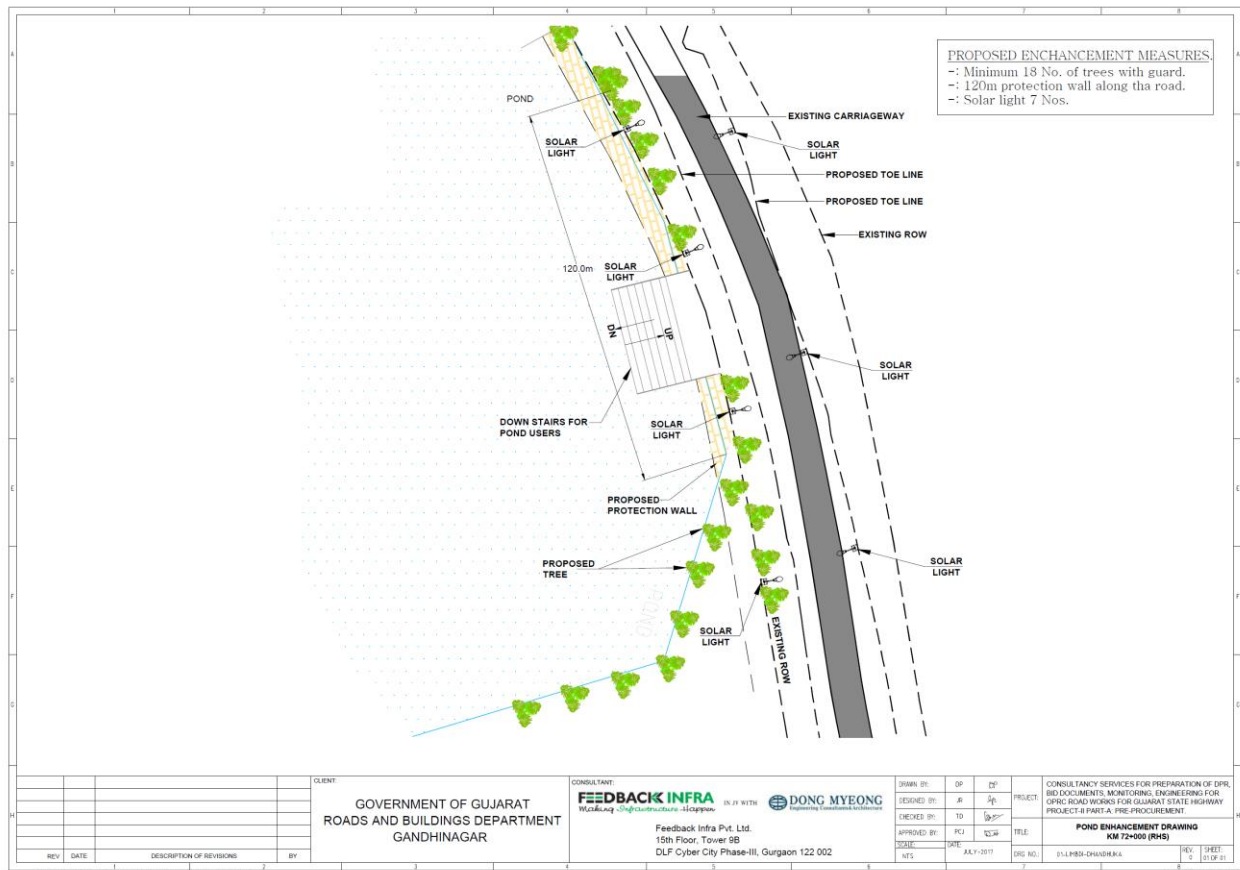 PROPOSED ENCHANCEMENT MEASURES.
-: Minimum 18 No. of trees with guard.
-: 120m protection wall along tha road.
-: Solar light 7 Nos.
POND
SOLAR
LIGHT
EXISTING CARRIAGEWAY
SOLAR
LIGHT
PROPOSED TOE LINE
PROPOSED TOE LINE
EXISTING ROW
120.0m
SOLAR
LIGHT
DN
UP
SOLAR
LIGHT
DOWN STAIRS FOR
POND USERS
SOLAR
LIGHT
PROPOSED
PROTECTION WALL
PROPOSED
TREE
SOLAR
LIGHT
POND
SOLAR
LIGHT
EXISTING ROW
REV
DATE
DESCRIPTION OF REVISIONS
BY
CLIENT:
GOVERNMENT OF GUJARAT
ROADS AND BUILDINGS DEPARTMENT
GANDHINAGAR
CONSULTANT:
FEEDBACK INFRA
Making Infrastructure Happen
IN JV WITH
DONG MYEONG
Engineering Consultants & Architecture
Feedback Infra Pvt. Ltd.
15th Floor, Tower 9B
DLF Cyber City Phase-III, Gurgaon 122 002
DRAWN BY: DP
DESIGNED BY: JR
CHECKED BY: TD
APPROVED BY: PCJ
SCALE: NTS
DATE: JULY-2017
PROJECT:
CONSULTANCY SERVICES FOR PREPARATION OF DPR,
BID DOCUMENTS, MONITORING, ENGINEERING FOR
OPRC ROAD WORKS FOR GUJARAT STATE HIGHWAY
PROJECT-II PART-A: PRE-PROCUREMENT.
TITLE:
POND ENHANCEMENT DRAWING
KM 72+000 (RHS)
DRG NO.: 01-LIMBDI-DHANDHUKA
REV. 0
SHEET: 01 OF 01